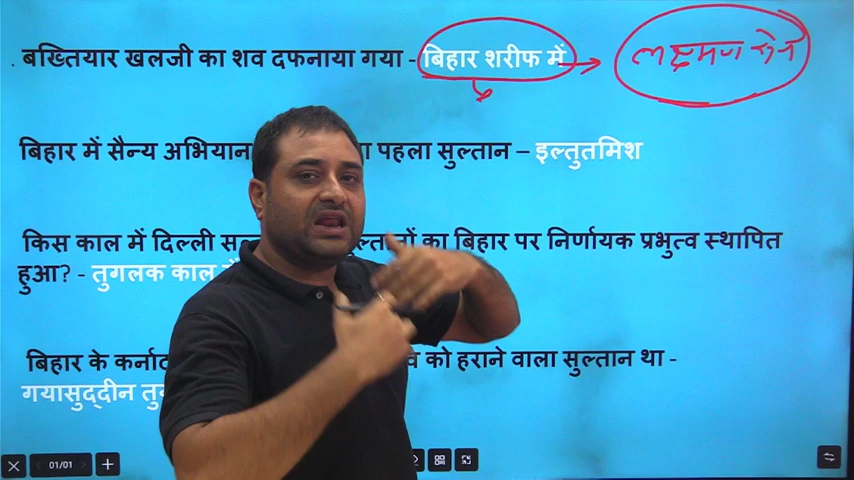 . बख्तियार खलजी का शव दफनाया गया - बिहार शरीफ में → लक्ष्मण सेन
बिहार में सैन्य अभियान पहला सुल्तान – इल्तुतमिश
किस काल में दिल्ली का बिहार पर निर्णायक प्रभुत्व स्थापित
हुआ? - तुगलक काल
बिहार के को हराने वाला सुल्तान था -
गयासुद्दीन
01/01